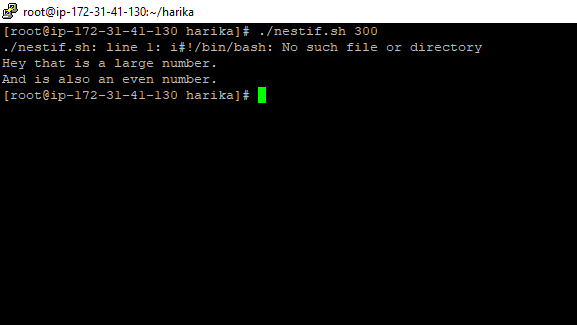 root@ip-172-31-41-130:~/harika
[root@ip-172-31-41-130 harika]# ./nestif.sh 300
./nestif.sh: line 1: i#!/bin/bash: No such file or directory
Hey that is a large number.
And is also an even number.
[root@ip-172-31-41-130 harika]#